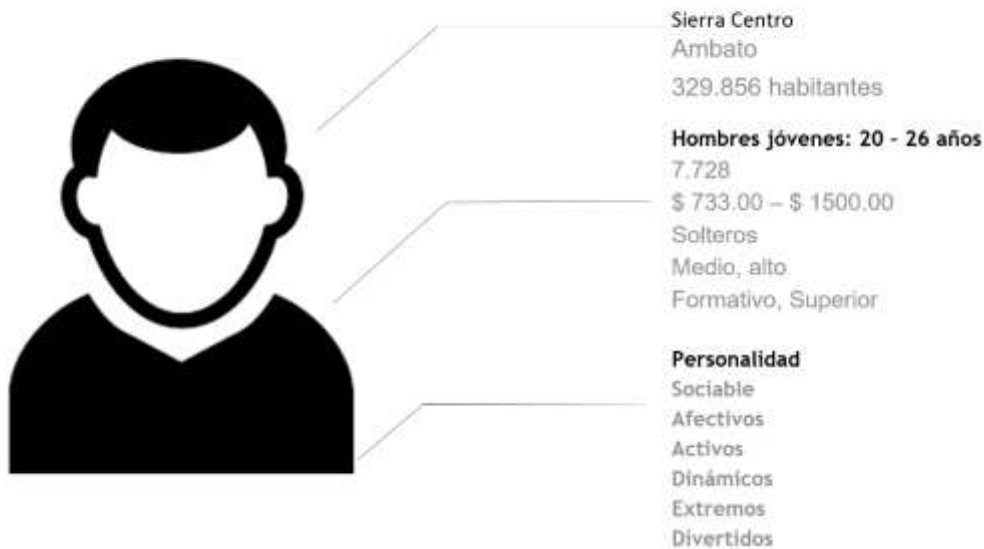 Sierra Centro
Ambato
329.856 habitantes
Hombres jóvenes: 20 - 26 años
7.728
$ 733.00 – $ 1500.00
Solteros
Medio, alto
Formativo, Superior
Personalidad
Sociable
Afectivos
Activos
Dinámicos
Extremos
Divertidos